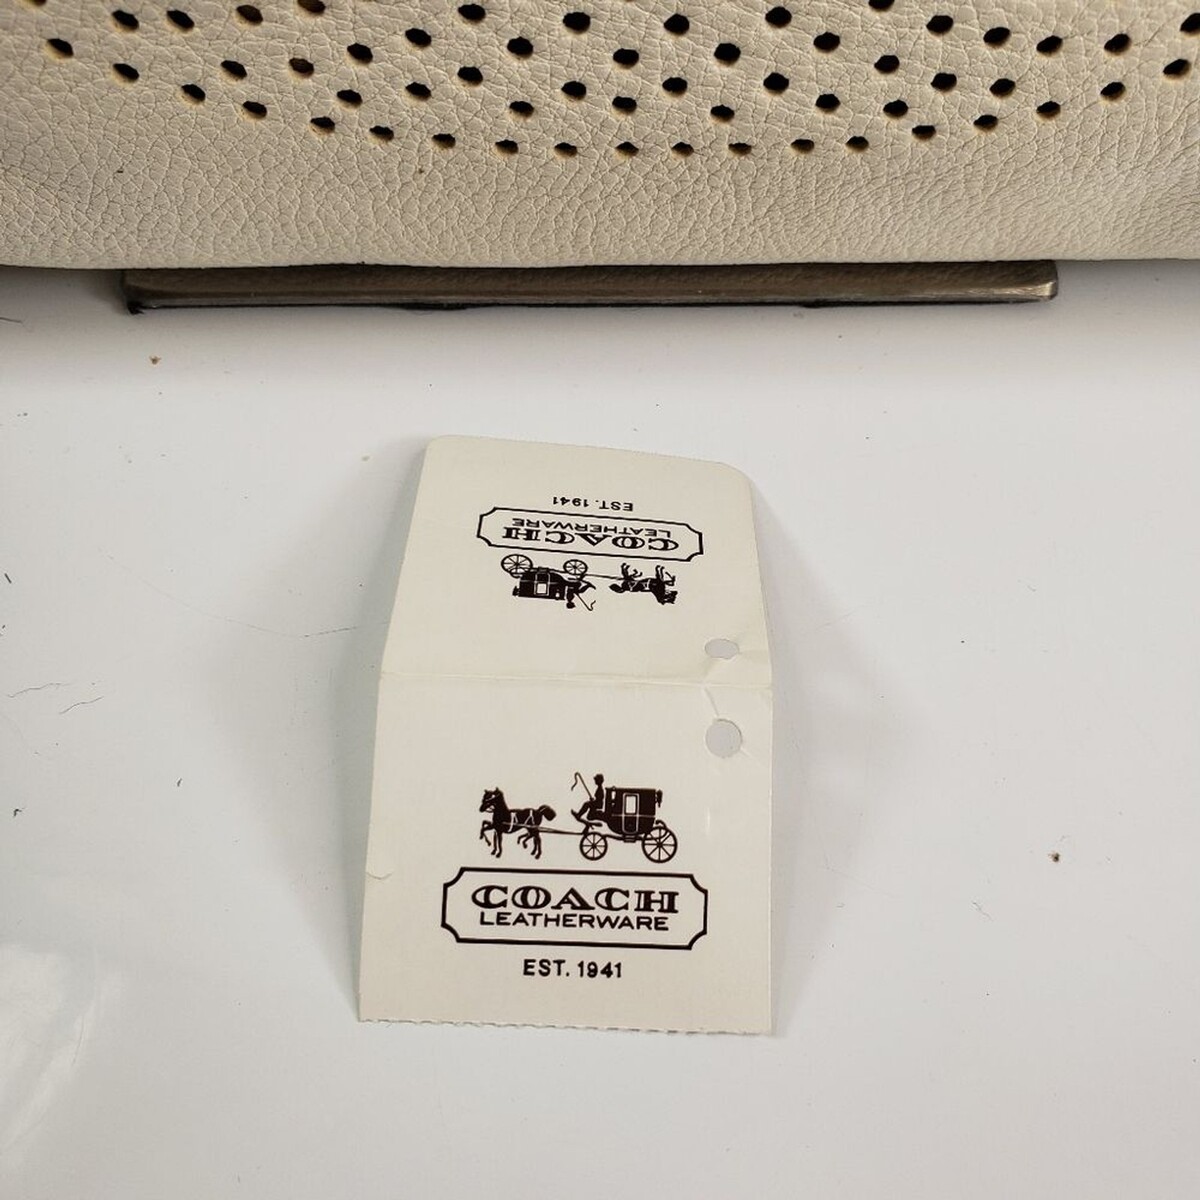 EST. 1941
COACH
LEATHERWARE
COACH
LEATHERWARE
EST. 1941